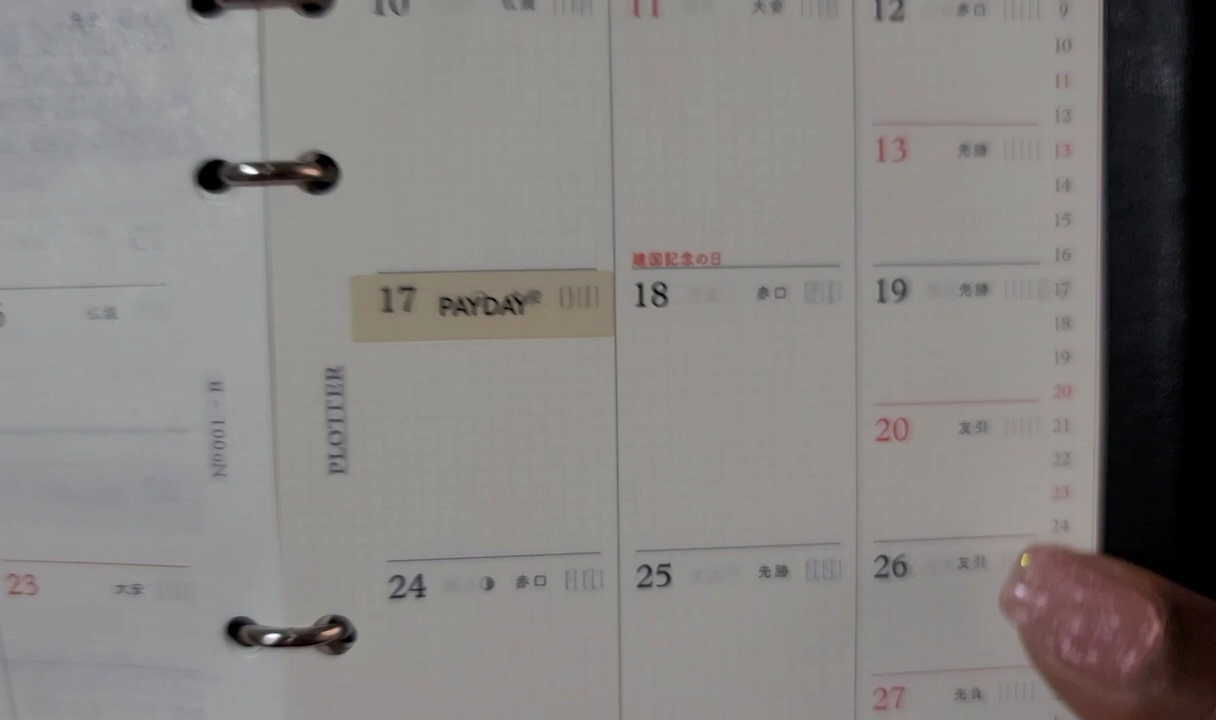 10
11 大安
12 赤口
13 先勝
建国記念の日
17 PAYDAY
18 赤口
19 先勝
20 友引
23 大安
24 赤口
25 先勝
26 友引
27 先負
仏滅
PLOTTER
9
10
11
12
13
14
15
16
17
18
19
20
21
22
23
24